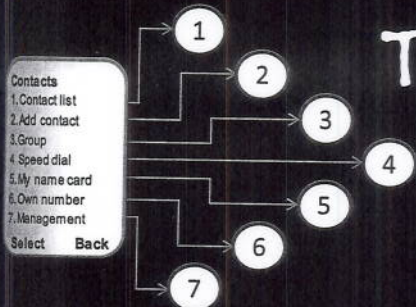 Contacts
1.Contact list
2.Add contact
3.Group
4 Speed dial
5.My name card
6.Own number
7.Management
Select Back
1
2
3
4
5
6
7
T